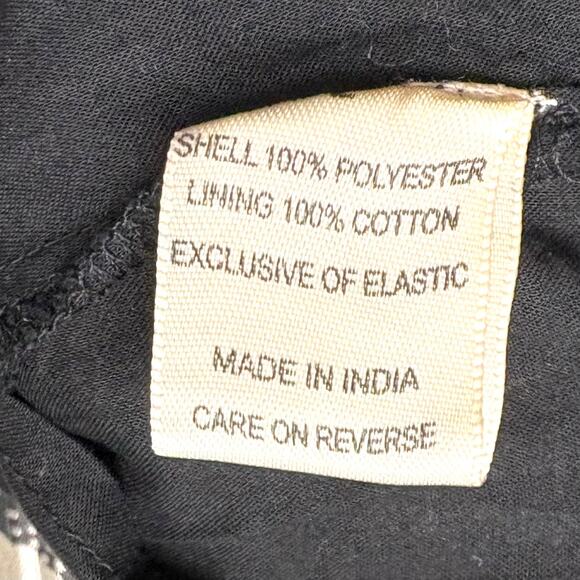 SHELL 100% POLYESTER
LINING 100% COTTON
EXCLUSIVE OF ELASTIC
MADE IN INDIA
CARE ON REVERSE